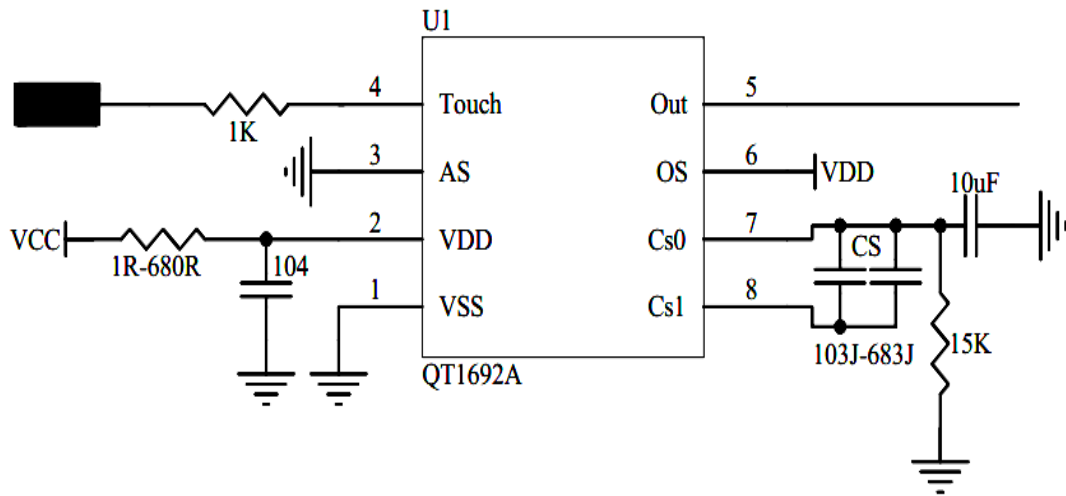 U1
4 Touch Out 5
1K
3 AS OS 6 VDD
10uF
VCC 2 VDD Cs0 7 CS
1R-680R 104
1 VSS Cs1 8
103J-683J 15K
QT1692A